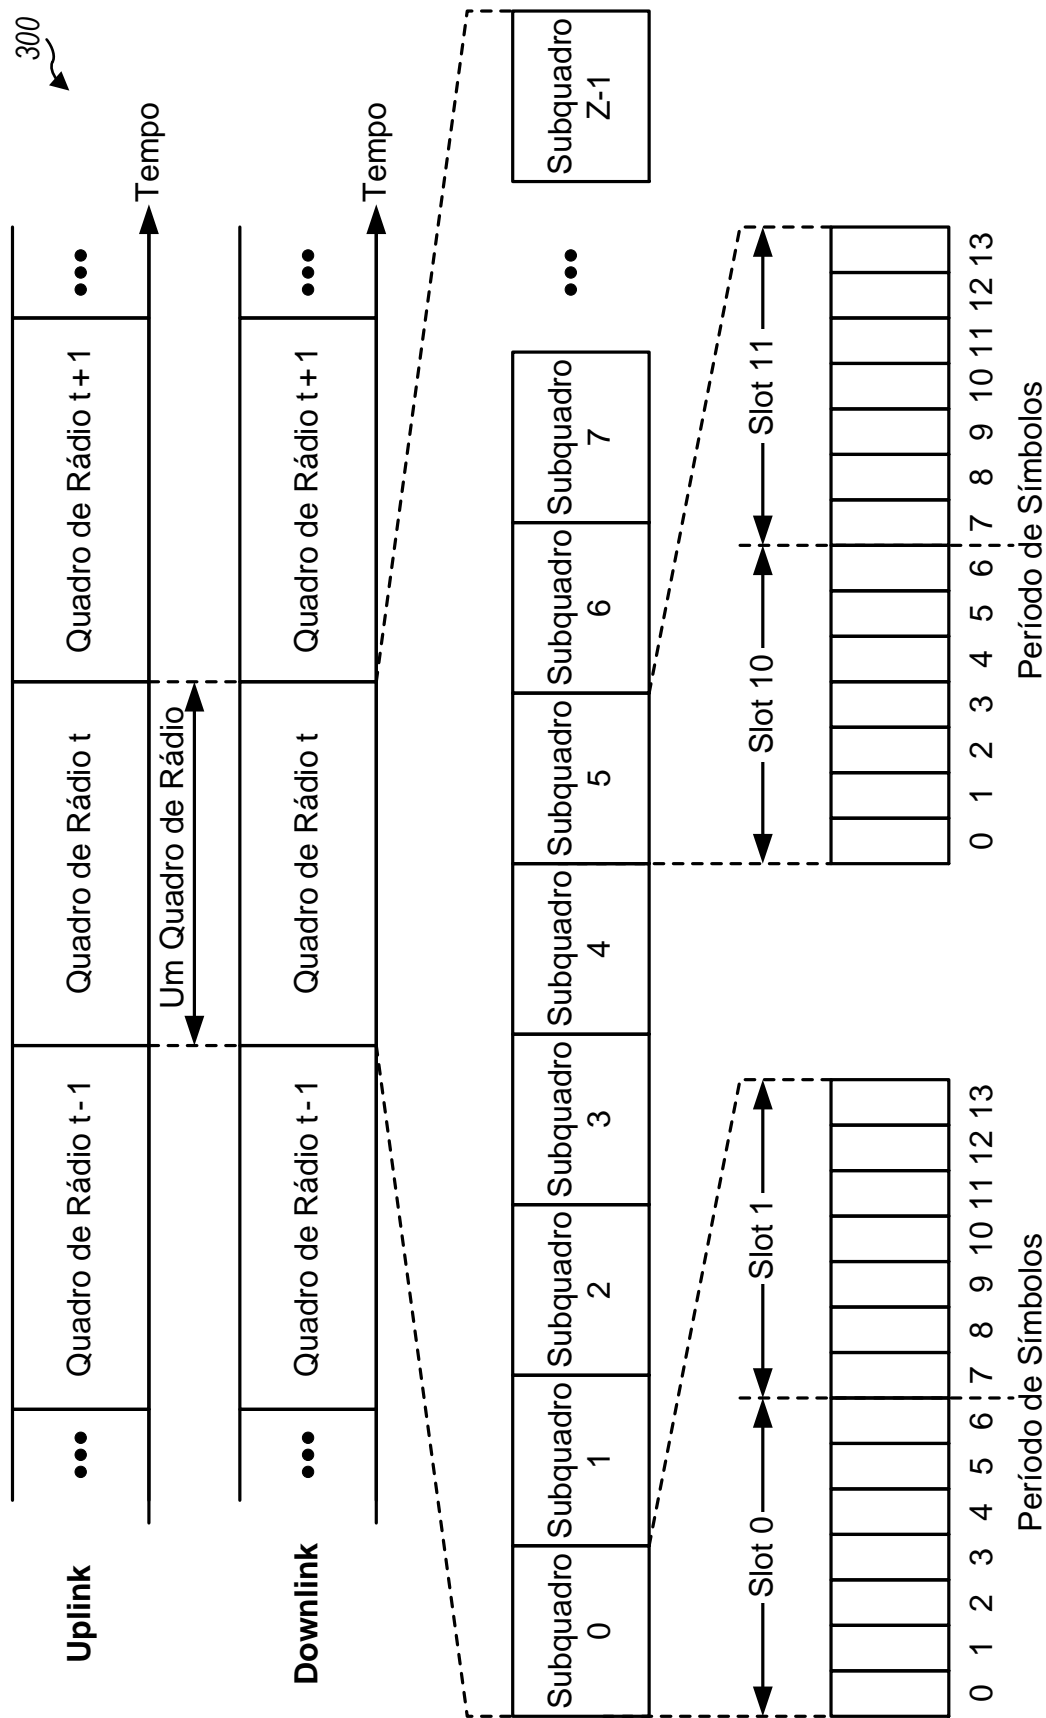 300
Uplink
•••
Quadro de Rádio t - 1
Quadro de Rádio t
Quadro de Rádio t + 1
•••
Tempo
Um Quadro de Rádio
Downlink
•••
Quadro de Rádio t - 1
Quadro de Rádio t
Quadro de Rádio t + 1
•••
Tempo
Subquadro
0
Subquadro
1
Subquadro
2
Subquadro
3
Subquadro
4
Subquadro
5
Subquadro
6
Subquadro
7
•••
Subquadro
Z-1
Slot 0
Slot 1
Slot 10
Slot 11
0 1 2 3 4 5 6 7 8 9 10 11 12 13
Período de Símbolos
0 1 2 3 4 5 6 7 8 9 10 11 12 13
Período de Símbolos